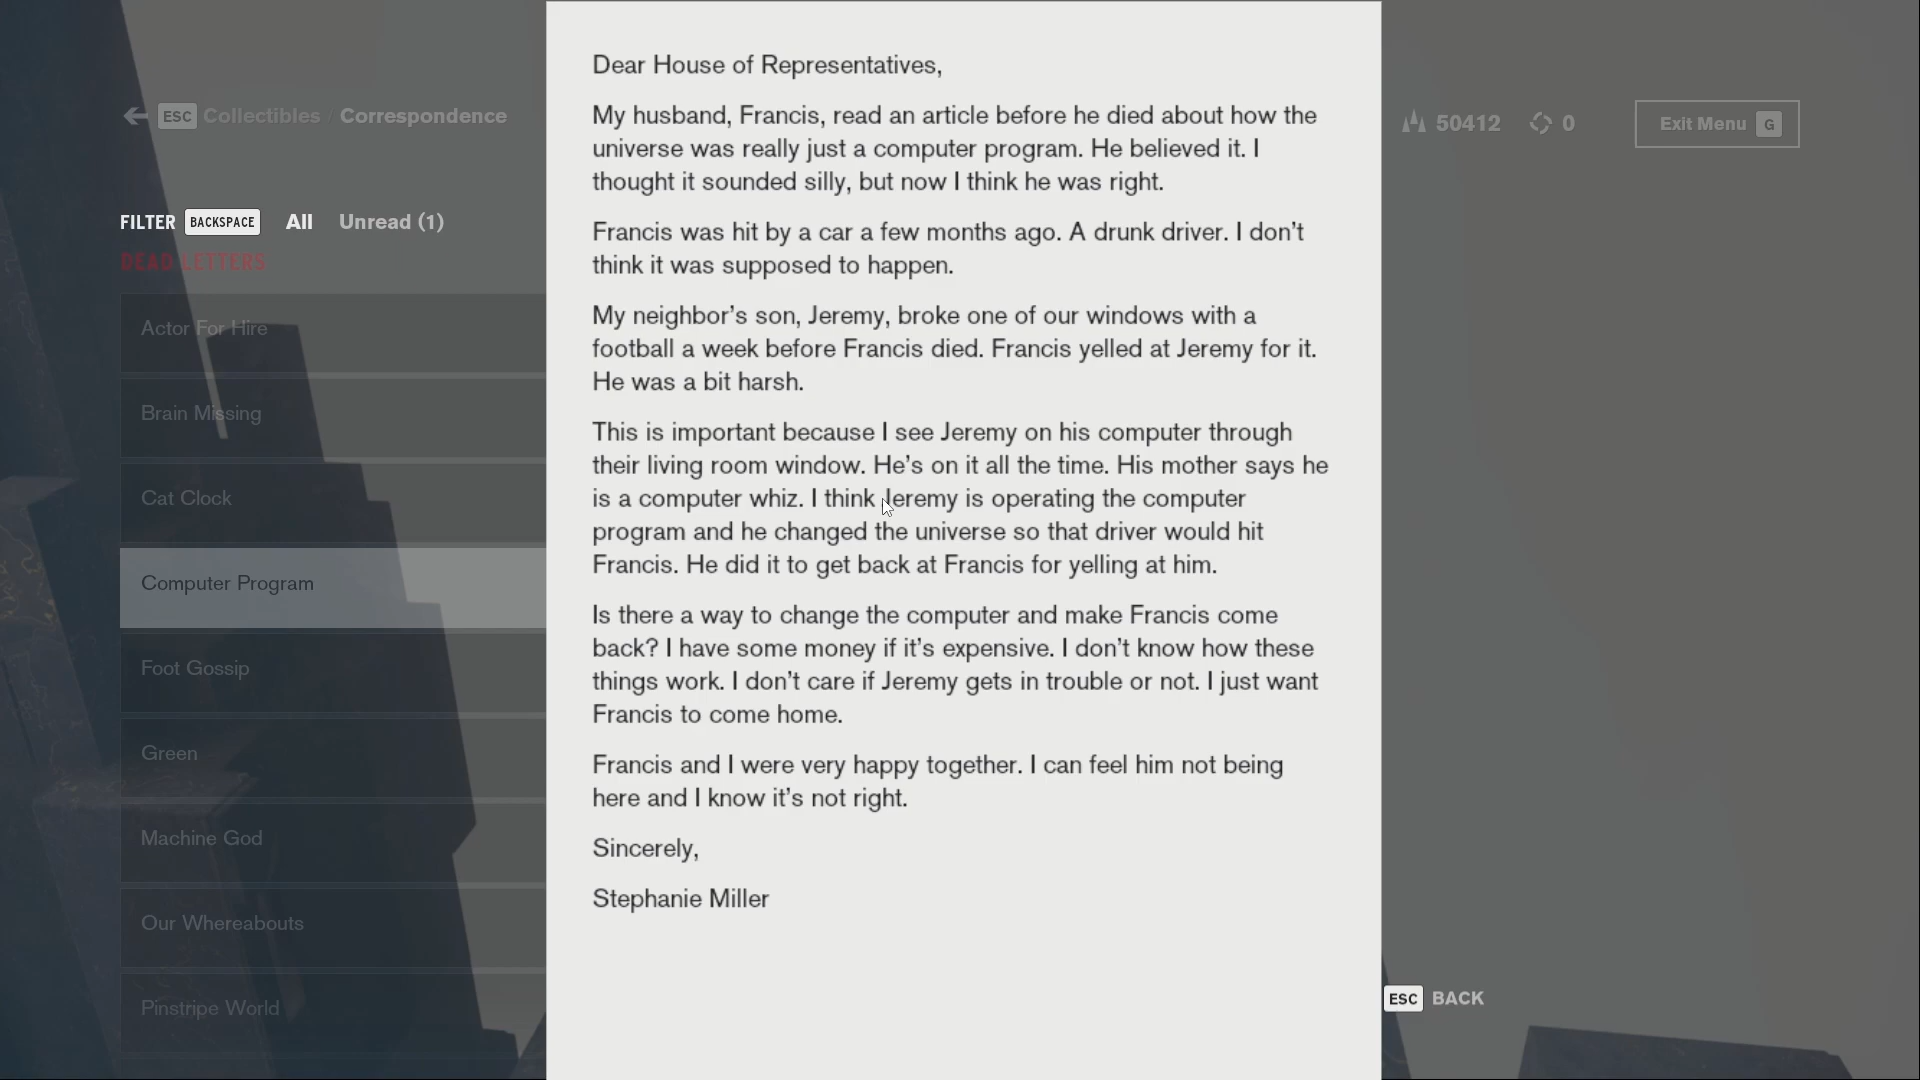 ESC Collectibles / Correspondence
50412
0
Exit Menu G
FILTER BACKSPACE All Unread (1)
DEAD LETTERS
Actor For Hire
Brain Missing
Cat Clock
Computer Program
Foot Gossip
Green
Machine God
Our Whereabouts
Pinstripe World
Dear House of Representatives,
My husband, Francis, read an article before he died about how the
universe was really just a computer program. He believed it. I
thought it sounded silly, but now I think he was right.
Francis was hit by a car a few months ago. A drunk driver. I don’t
think it was supposed to happen.
My neighbor’s son, Jeremy, broke one of our windows with a
football a week before Francis died. Francis yelled at Jeremy for it.
He was a bit harsh.
This is important because I see Jeremy on his computer through
their living room window. He’s on it all the time. His mother says he
is a computer whiz. I think Jeremy is operating the computer
program and he changed the universe so that driver would hit
Francis. He did it to get back at Francis for yelling at him.
Is there a way to change the computer and make Francis come
back? I have some money if it’s expensive. I don’t know how these
things work. I don’t care if Jeremy gets in trouble or not. I just want
Francis to come home.
Francis and I were very happy together. I can feel him not being
here and I know it’s not right.
Sincerely,
Stephanie Miller
ESC BACK